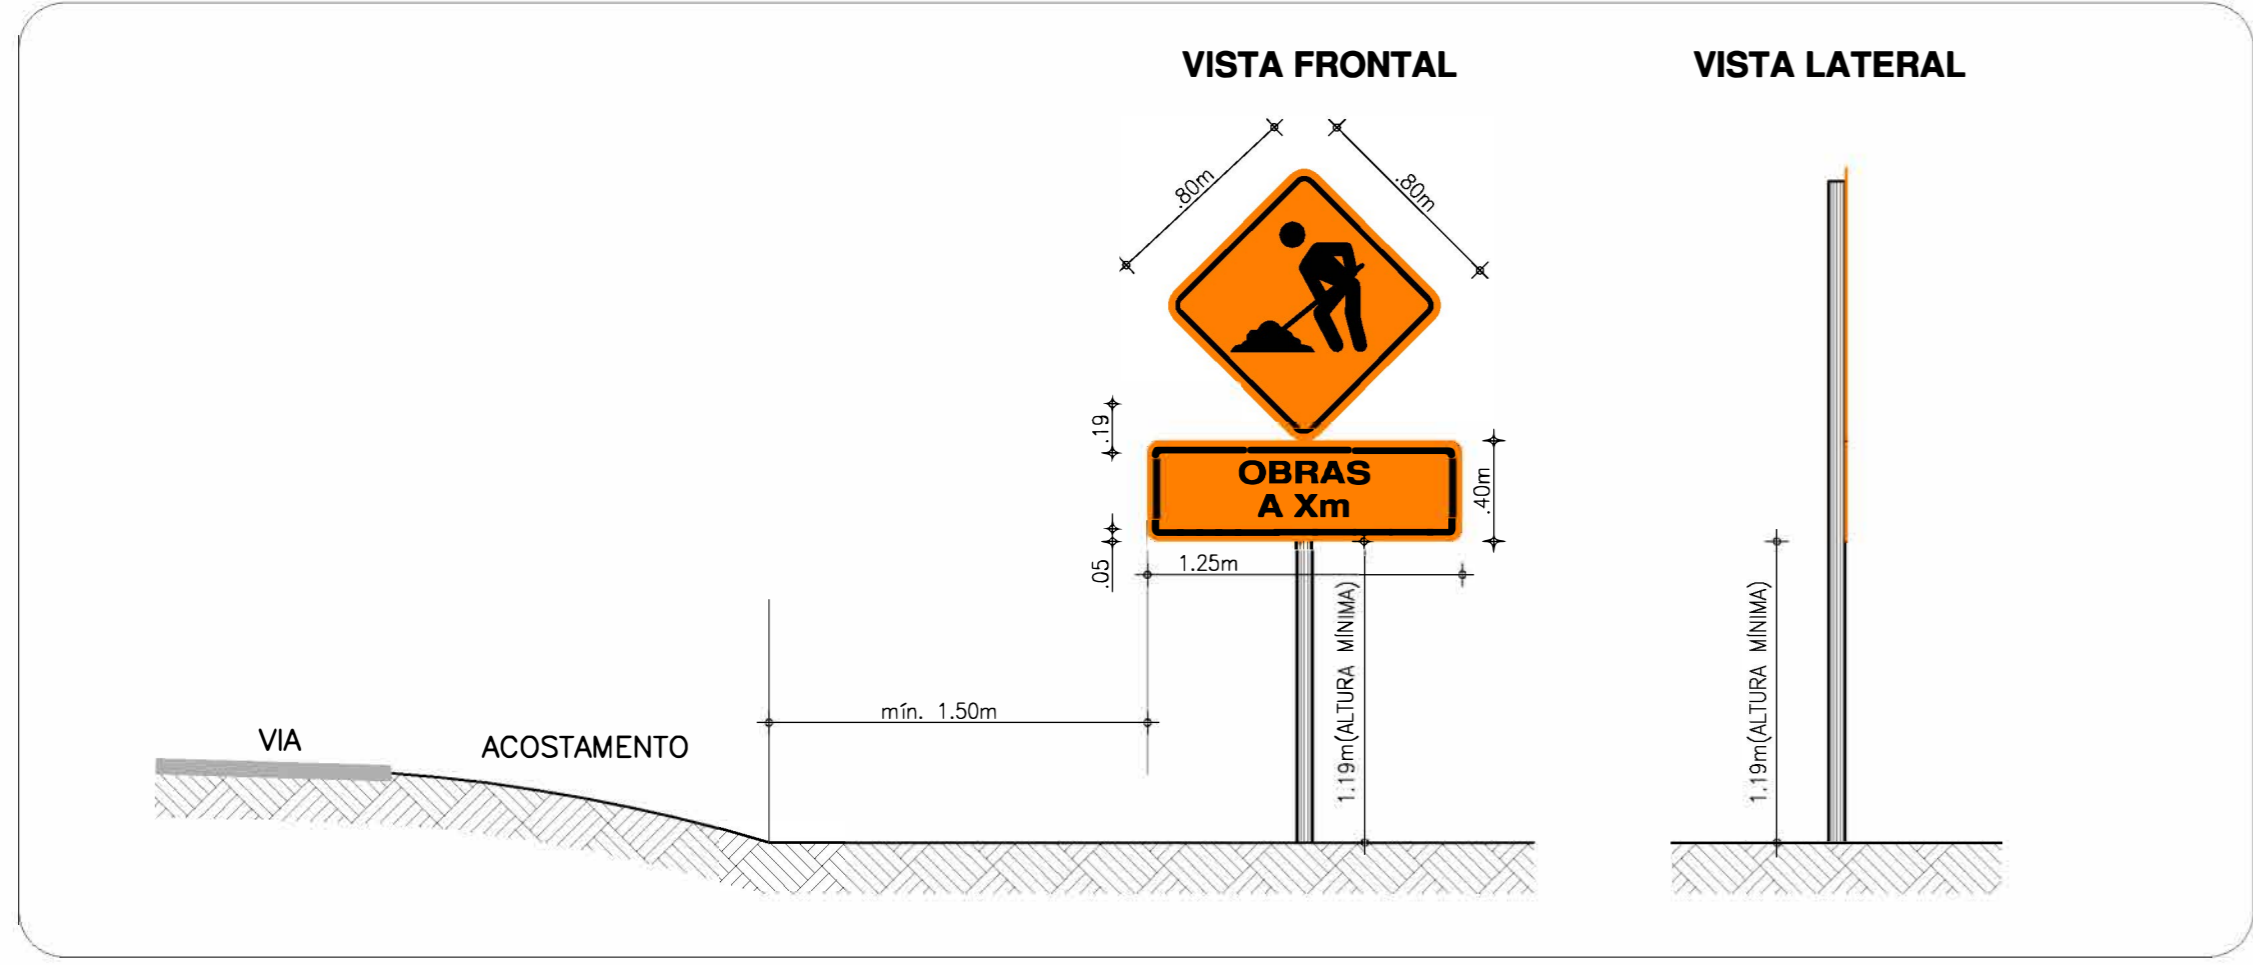 VISTA FRONTAL
VISTA LATERAL
.80m
.80m
.19
OBRAS
A Xm
.40m
.05
1.25m
1.19m(ALTURA MÍNIMA)
1.19m(ALTURA MÍNIMA)
mín. 1.50m
VIA
ACOSTAMENTO